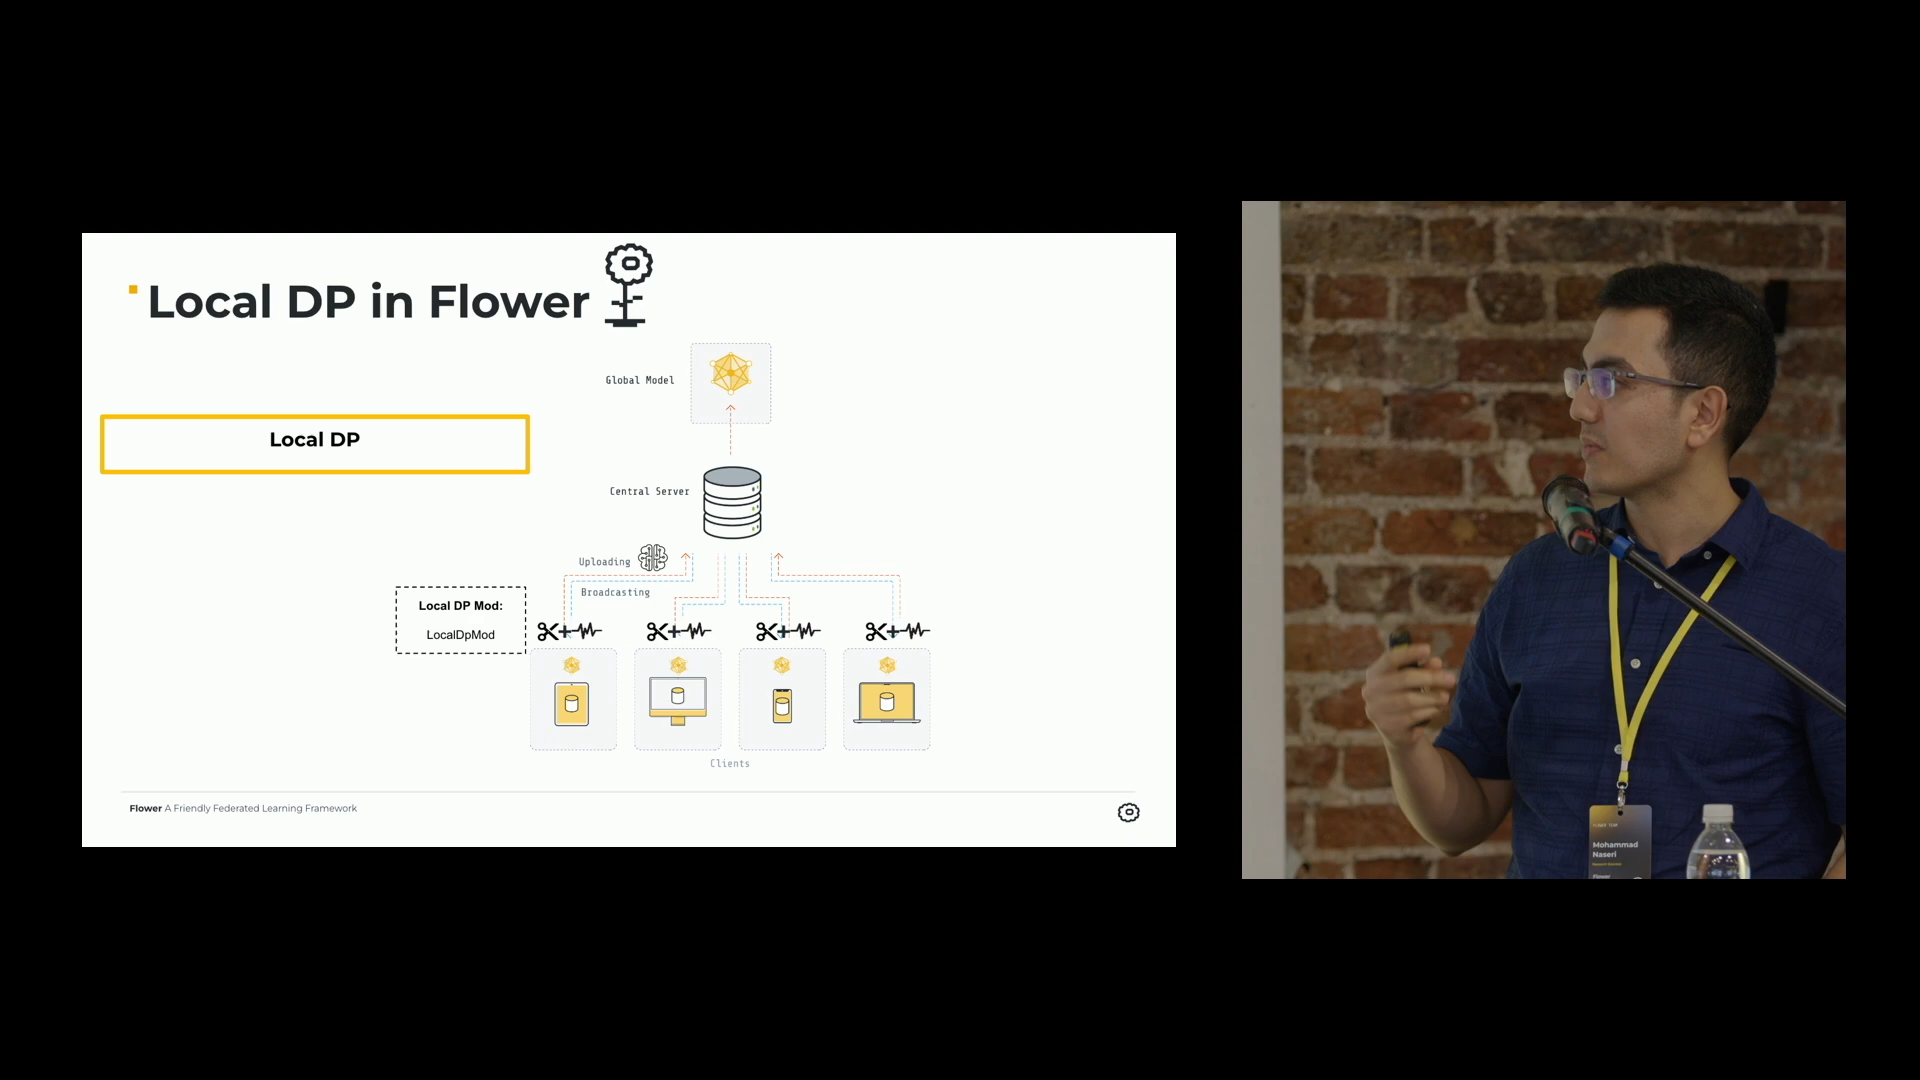 Local DP in Flower
Global Model
Local DP
Central Server
Uploading
Broadcasting
Local DP Mod:
LocalDpMod
Clients
Flower A Friendly Federated Learning Framework
Mohammad
Naseri
Flower